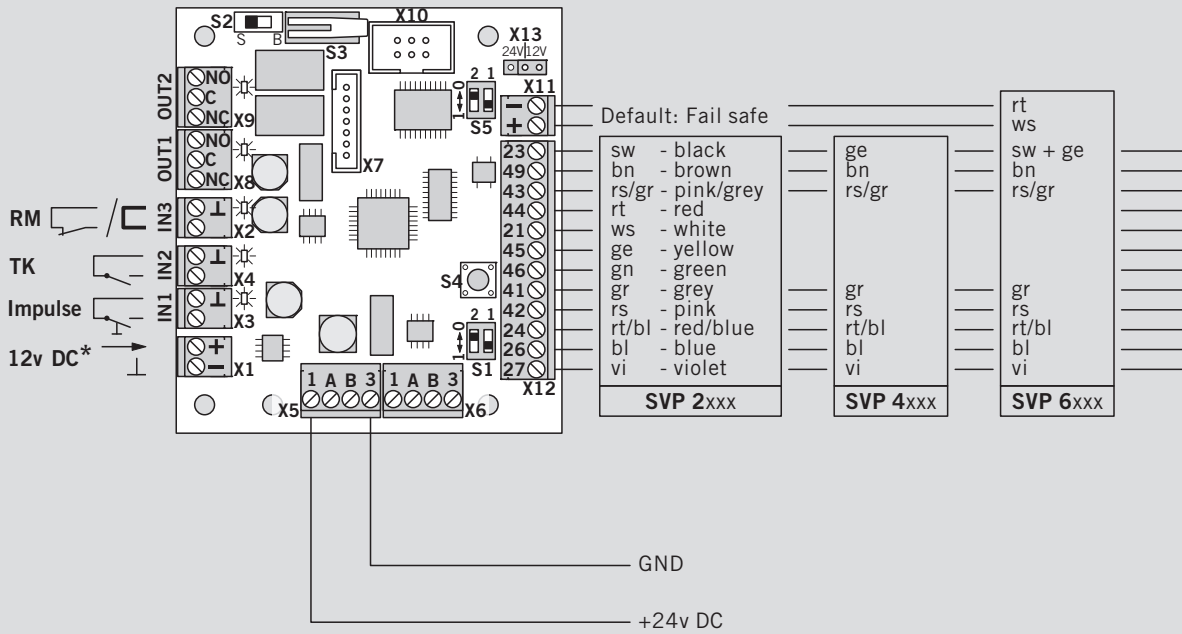 S2
S B
S3
X10
X13
24V 12V
OUT2
NO
C
NC
X9
OUT1
NO
C
NC
X8
X7
2 1
0
1
S5
X11
−
+
Default: Fail safe
rt
ws
RM
/
IN3
X2
TK
IN2
X4
Impulse
IN1
X3
12v DC*
+
−
X1
S4
2 1
0
1
S1
23
49
43
44
21
45
46
41
42
24
26
27
X12
sw - black
bn - brown
rs/gr - pink/grey
rt - red
ws - white
ge - yellow
gn - green
gr - grey
rs - pink
rt/bl - red/blue
bl - blue
vi - violet
SVP 2xxx
ge
bn
rs/gr
gr
rs
rt/bl
bl
vi
SVP 4xxx
sw + ge
bn
rs/gr
gr
rs
rt/bl
bl
vi
SVP 6xxx
1 A B 3
X5
1 A B 3
X6
GND
+24v DC